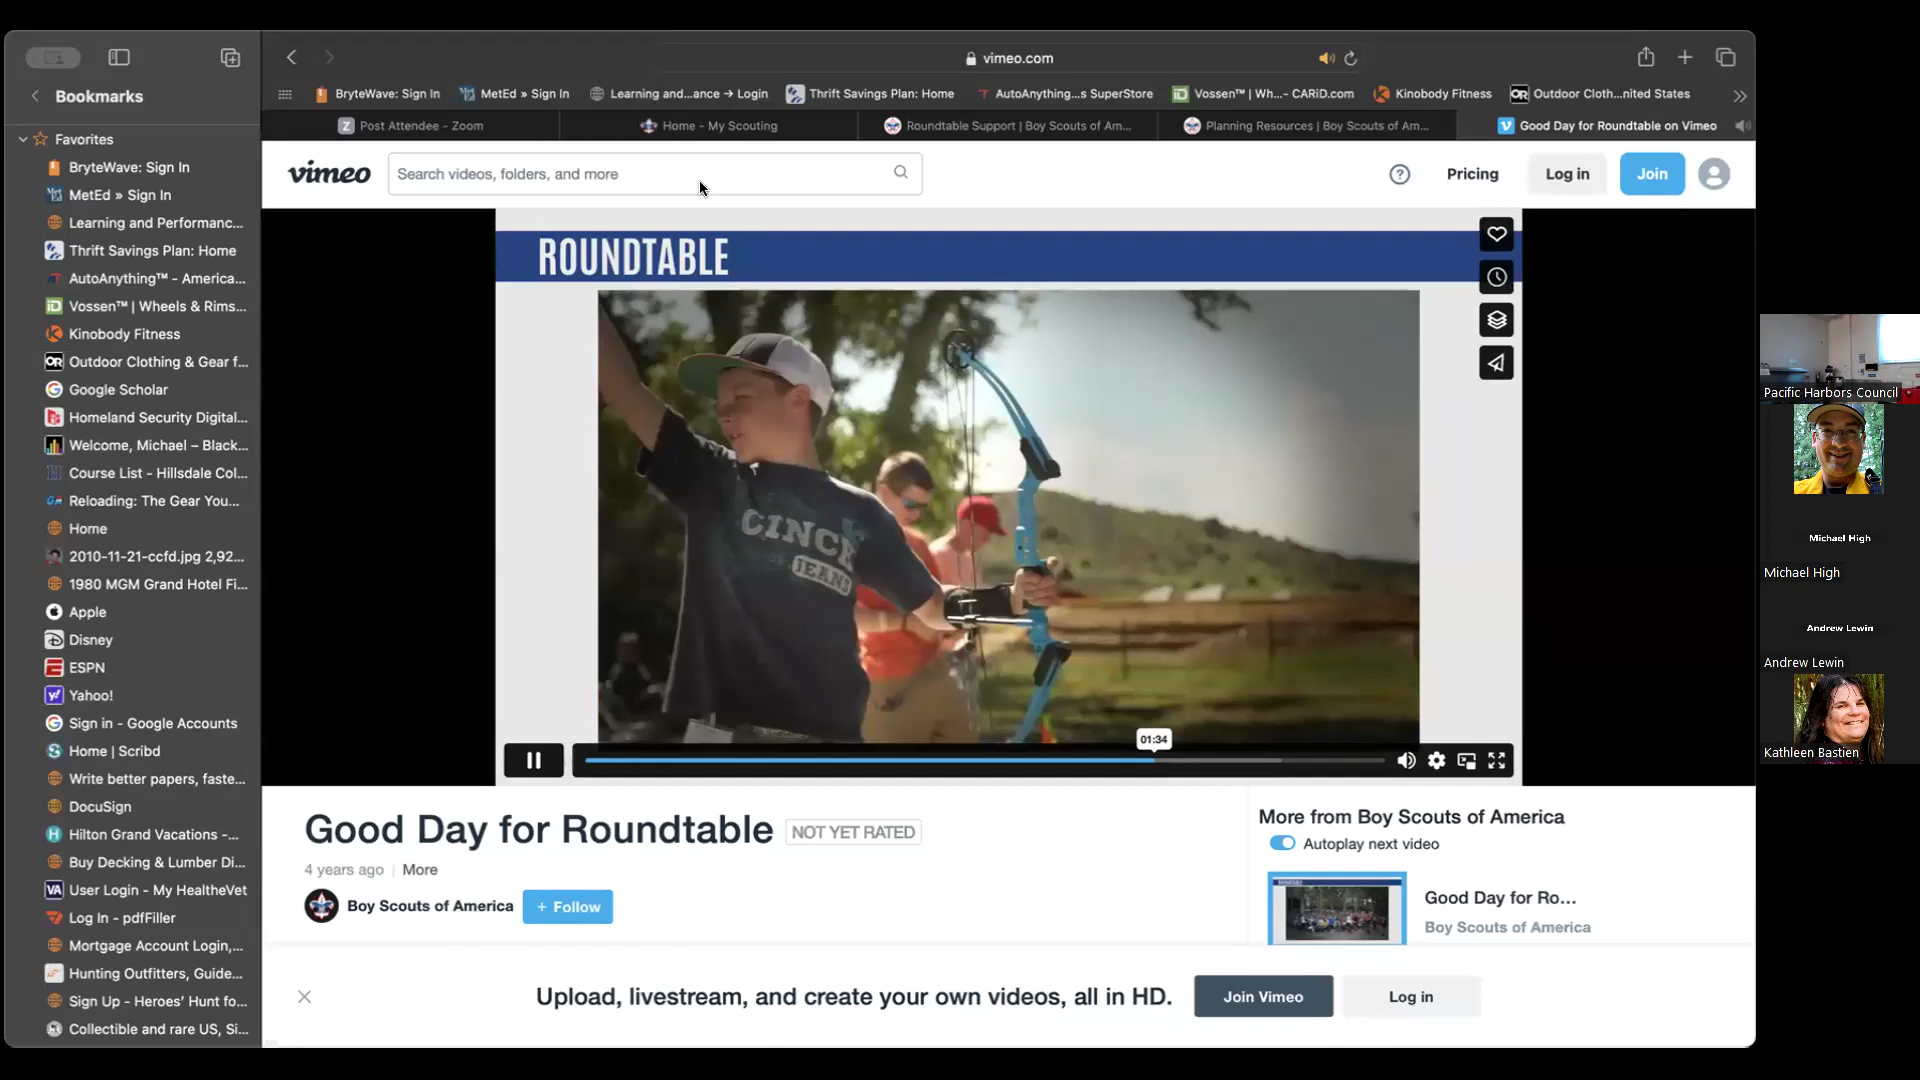 Bookmarks
Favorites
BryteWave: Sign In
MetEd » Sign In
Learning and Performanc...
Thrift Savings Plan: Home
AutoAnything™ - America...
Vossen™ | Wheels & Rims...
Kinobody Fitness
Outdoor Clothing & Gear f...
Google Scholar
Homeland Security Digital...
Welcome, Michael – Black...
Course List - Hillsdale Col...
Reloading: The Gear You...
Home
2010-11-21-ccfd.jpg 2,92...
1980 MGM Grand Hotel Fi...
Apple
Disney
ESPN
Yahoo!
Sign in - Google Accounts
Home | Scribd
Write better papers, faste...
DocuSign
Hilton Grand Vacations -...
Buy Decking & Lumber Di...
User Login - My HealtheVet
Log In - pdfFiller
Mortgage Account Login,...
Hunting Outfitters, Guide...
Sign Up - Heroes' Hunt fo...
Collectible and rare US, Si...
vimeo.com
BryteWave: Sign In MetEd » Sign In Learning and...ance → Login Thrift Savings Plan: Home AutoAnything...s SuperStore Vossen™ | Wh...- CARiD.com Kinobody Fitness OR Outdoor Cloth...nited States
Z Post Attendee - Zoom Home - My Scouting Roundtable Support | Boy Scouts of Am... Planning Resources | Boy Scouts of Am... Good Day for Roundtable on Vimeo
vimeo Search videos, folders, and more ? Pricing Log in Join
ROUNDTABLE
CINCH
JEANS
01:34
Good Day for Roundtable NOT YET RATED
4 years ago More
Boy Scouts of America + Follow
More from Boy Scouts of America
Autoplay next video
Good Day for Ro...
Boy Scouts of America
Upload, livestream, and create your own videos, all in HD. Join Vimeo Log in
Pacific Harbors Council
Michael High
Michael High
Andrew Lewin
Andrew Lewin
Kathleen Bastien